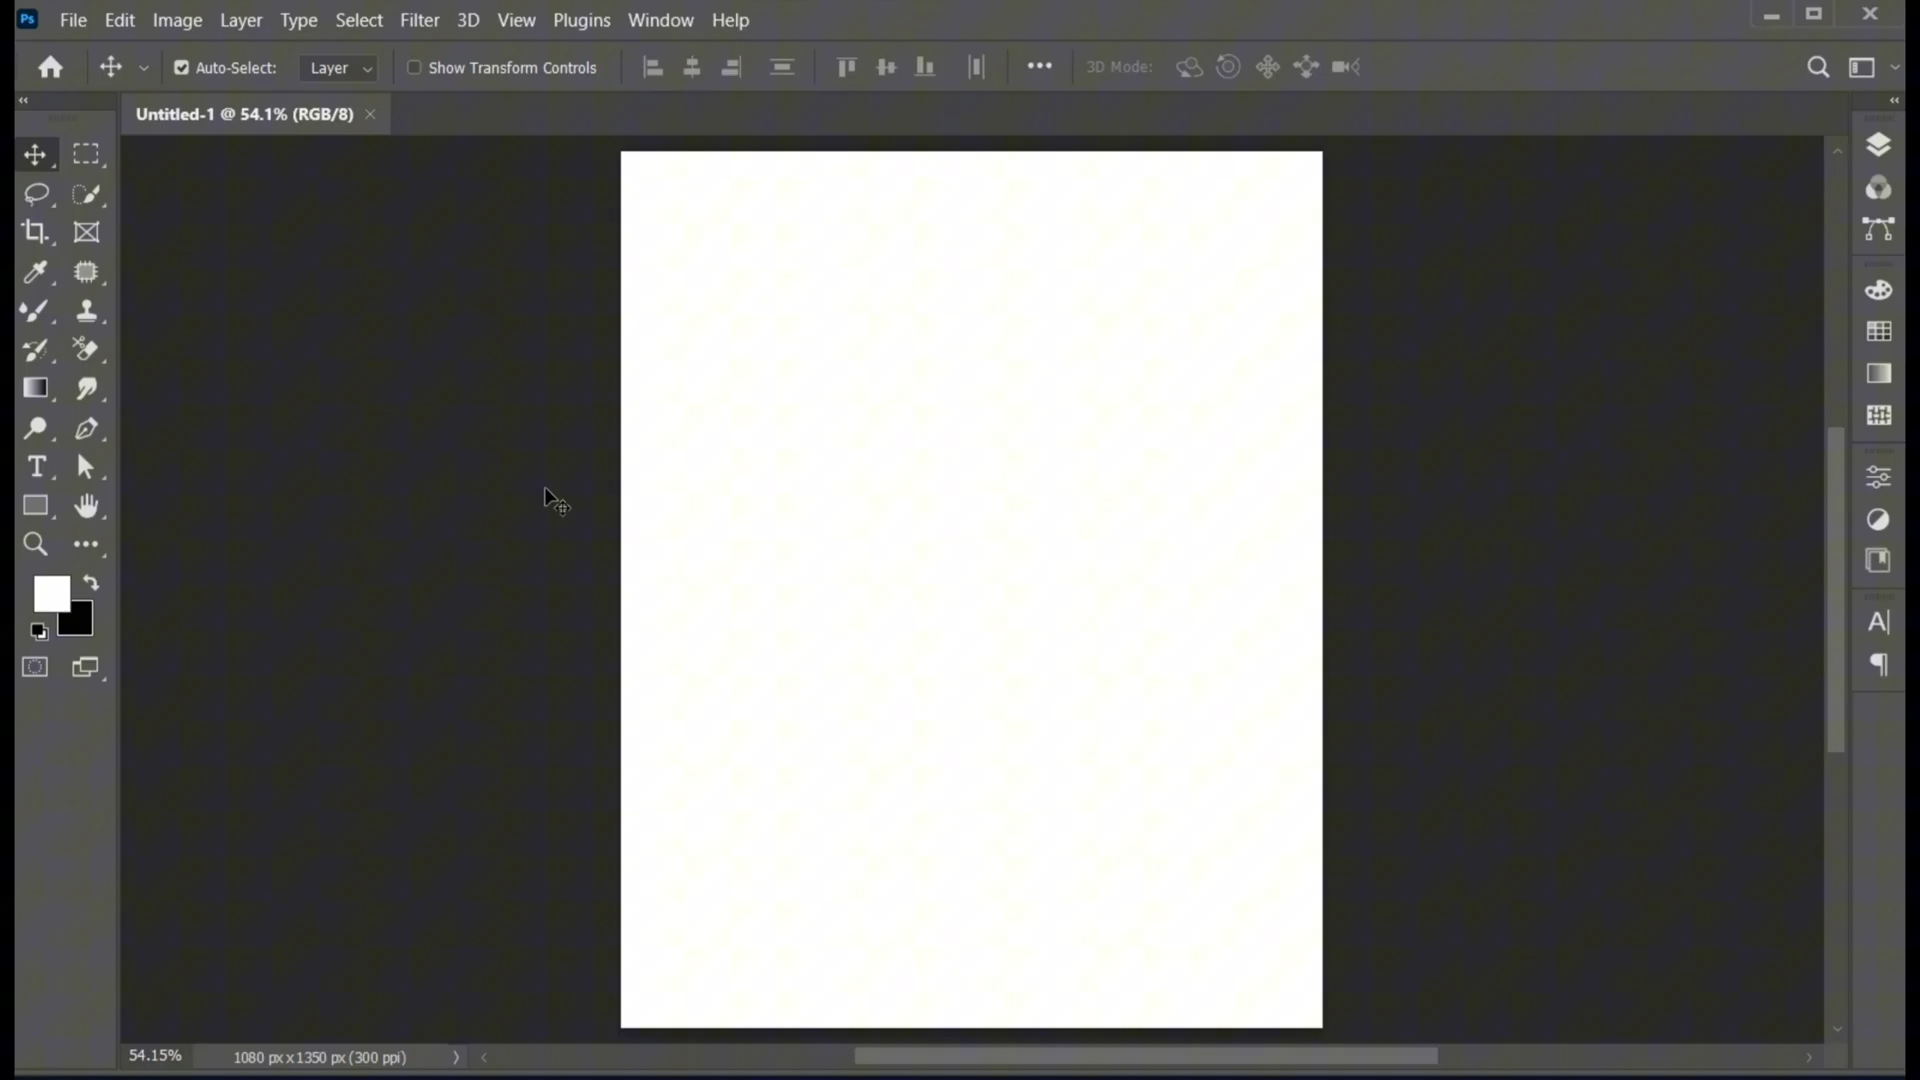 Ps File Edit Image Layer Type Select Filter 3D View Plugins Window Help
Auto-Select: Layer Show Transform Controls 3D Mode:
Untitled-1 @ 54.1% (RGB/8)
54.15% 1080 px x 1350 px (300 ppi)